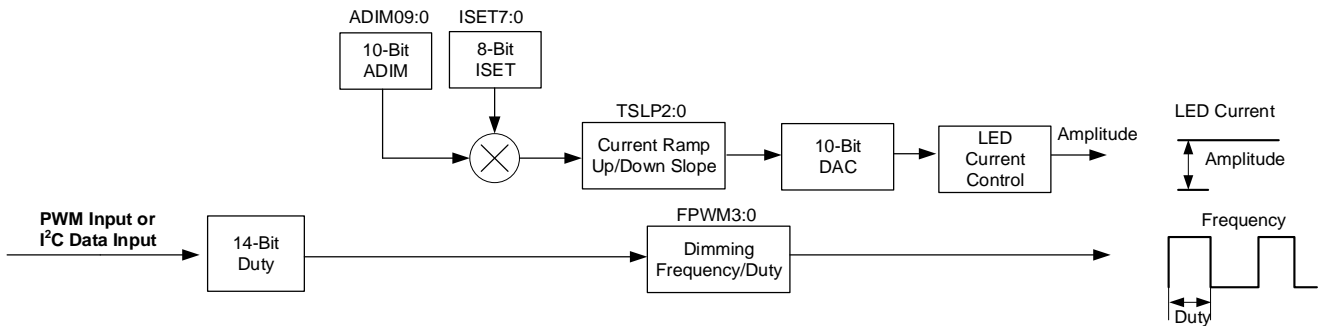 ADIM09:0
ISET7:0
10-Bit
ADIM
8-Bit
ISET
TSLP2:0
Current Ramp
Up/Down Slope
10-Bit
DAC
LED
Current
Control
Amplitude
LED Current
Amplitude
PWM Input or
I²C Data Input
14-Bit
Duty
FPWM3:0
Dimming
Frequency/Duty
Frequency
Duty